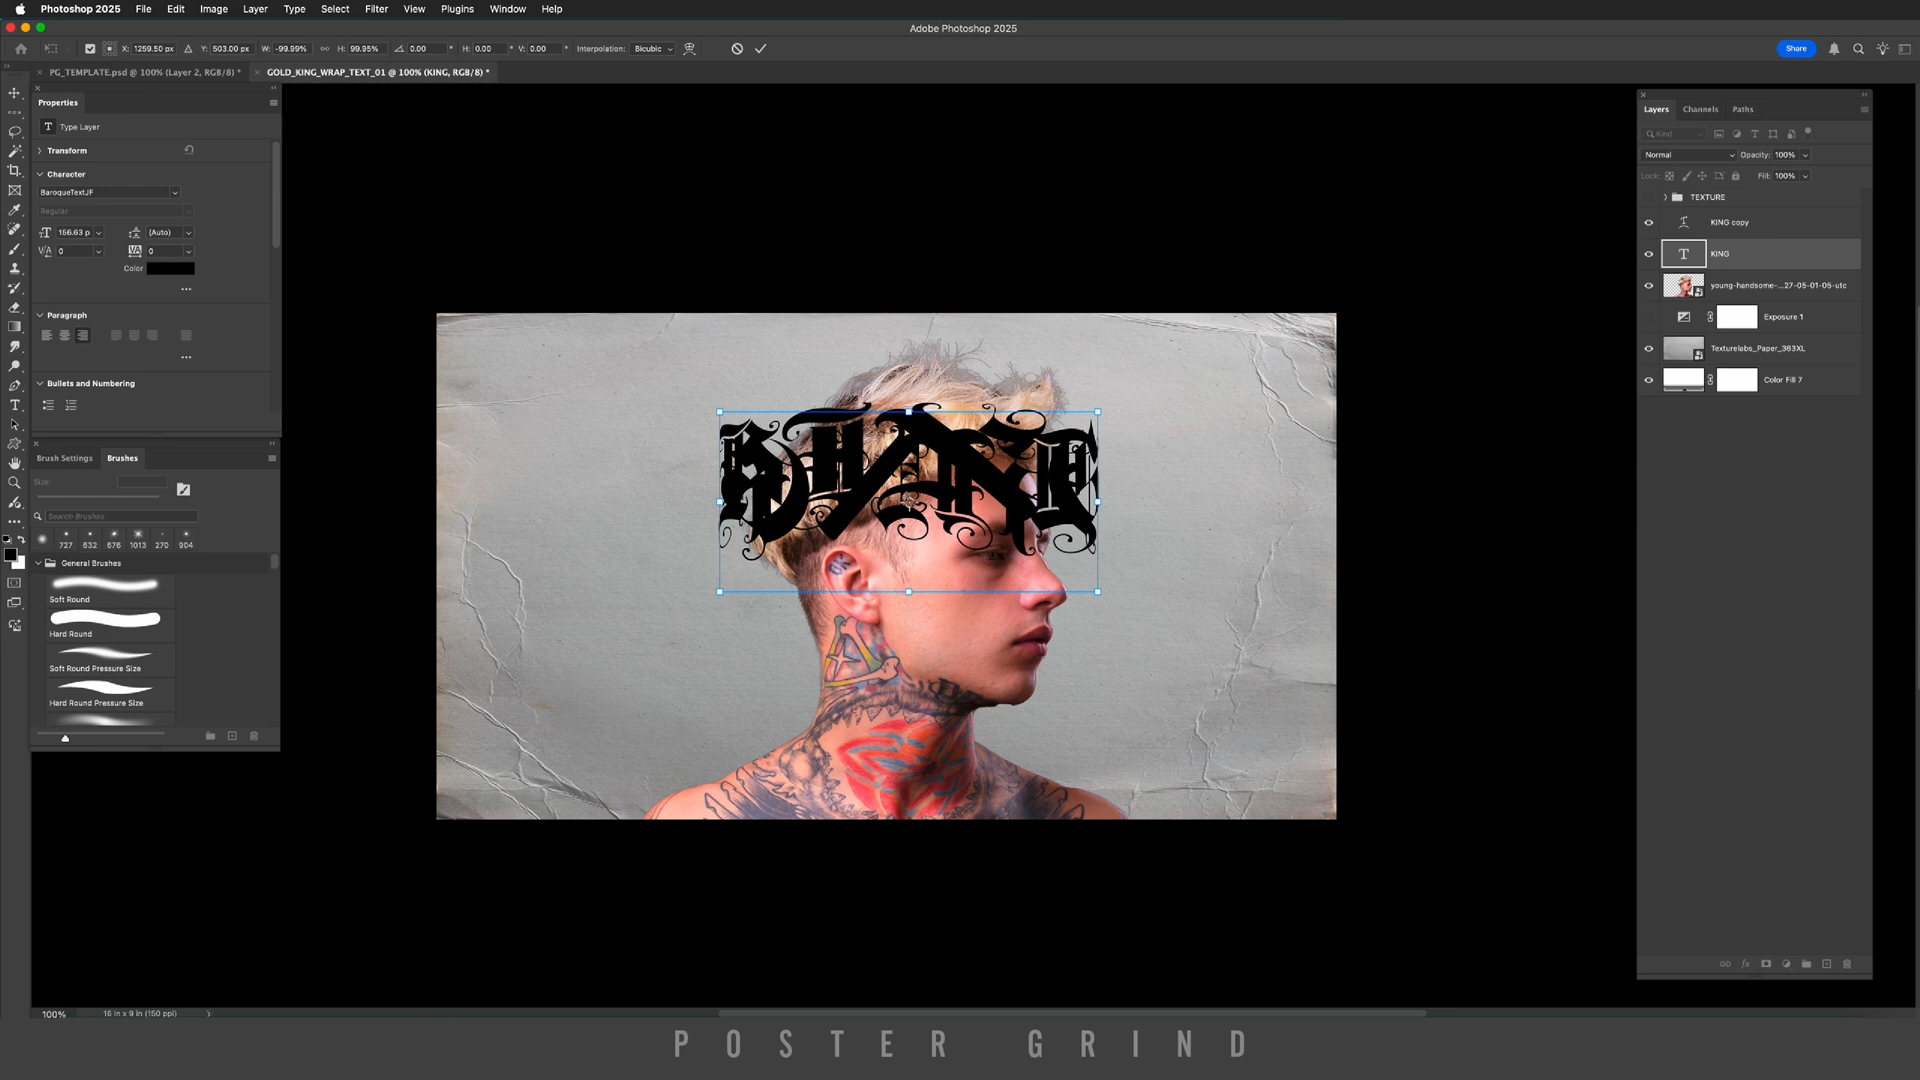 Photoshop 2025 File Edit Image Layer Type Select Filter View Plugins Window Help
Adobe Photoshop 2025
X: 1259.50 px Y: 503.00 px W: -99.99% H: 99.95% 0.00 ° H: 0.00 ° V: 0.00 ° Interpolation: Bicubic Share
PG_TEMPLATE.psd @ 100% (Layer 2, RGB/8) * GOLD_KING_WRAP_TEXT_01 @ 100% (KING, RGB/8) *
Properties
T Type Layer
Transform
Character
BaroqueTextJF
Regular
156.63 p (Auto)
0 0
Color
Paragraph
Bullets and Numbering
Brush Settings Brushes
Size:
Search Brushes
727 632 676 1013 270 904
General Brushes
Soft Round
Hard Round
Soft Round Pressure Size
Hard Round Pressure Size
OK
Layers Channels Paths
Kind
Normal Opacity: 100%
Lock: Fill: 100%
TEXTURE
KING copy
T KING
young-handsome-...27-05-01-05-utc
Exposure 1
Texturelabs_Paper_363XL
Color Fill 7
100% 16 in x 9 in (150 ppi)
POSTER GRIND